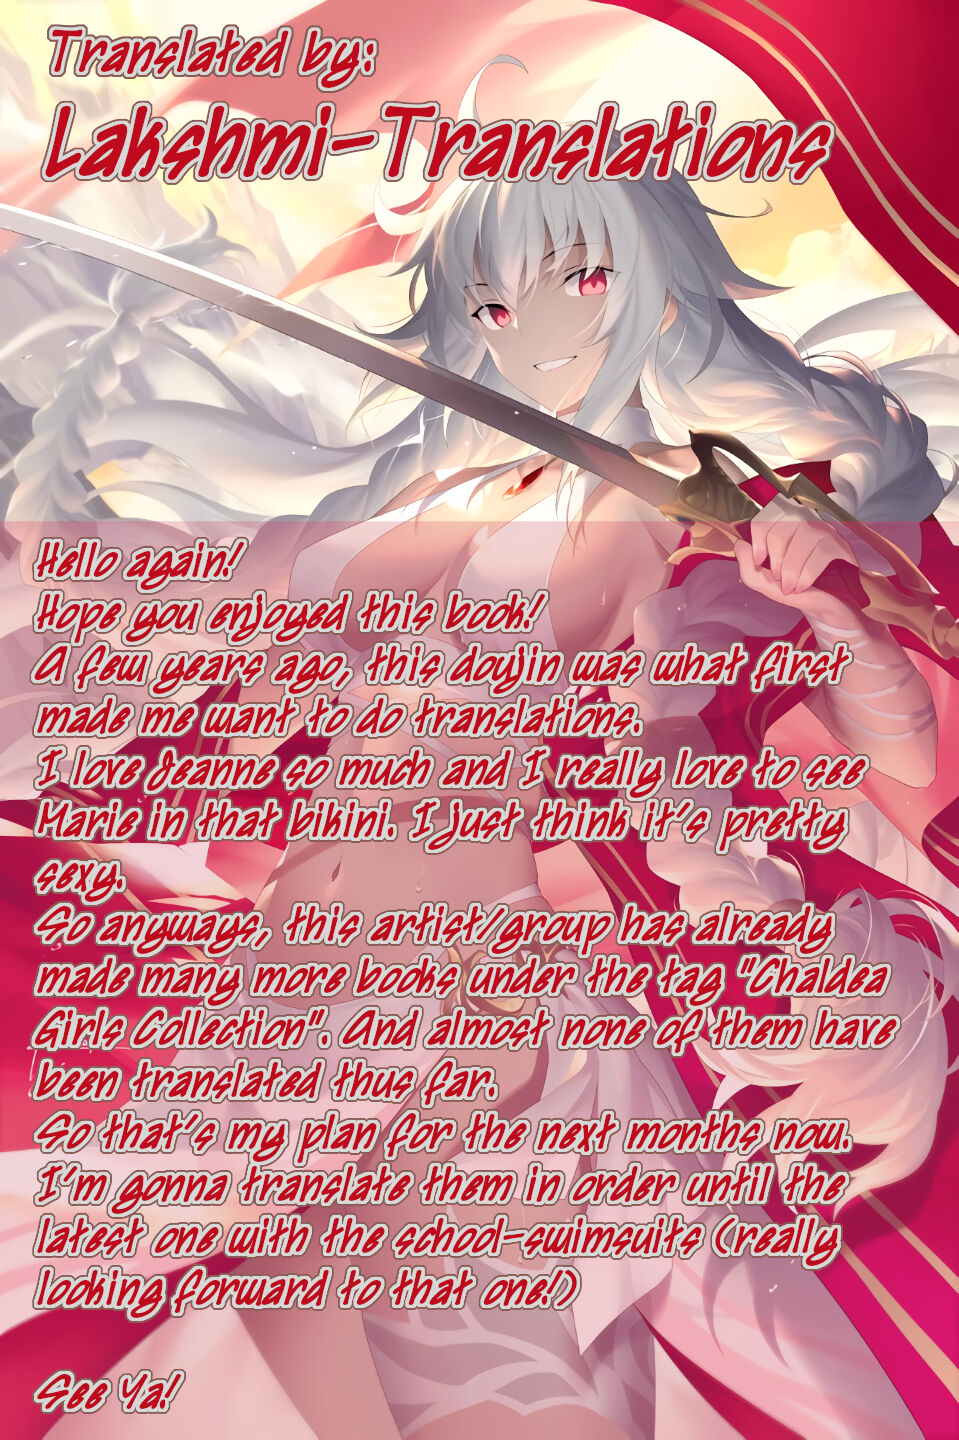 Translated by:
Lakshmi-Translations
Hello again!
Hope you enjoyed this book!
A few years ago, this doujin was what first
made me want to do translations.
I love Jeanne so much and I really love to see
Marie in that bikini. I just think it's pretty
sexy.
So anyways, this artist/group has already
made many more books under the tag "Chaldea
Girls Collection". And almost none of them have
been translated thus far.
So that's my plan for the next months now.
I'm gonna translate them in order until the
latest one with the school-swimsuits (really
looking forward to that one!)
See Ya!